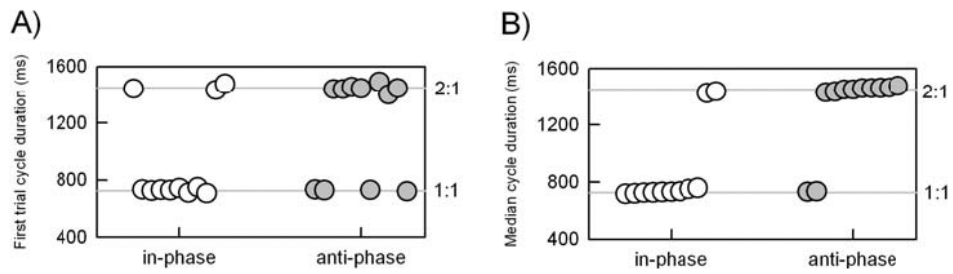 A)
First trial cycle duration (ms)
1600
1200
800
400
2:1
1:1
in-phase
anti-phase
B)
Median cycle duration (ms)
1600
1200
800
400
2:1
1:1
in-phase
anti-phase